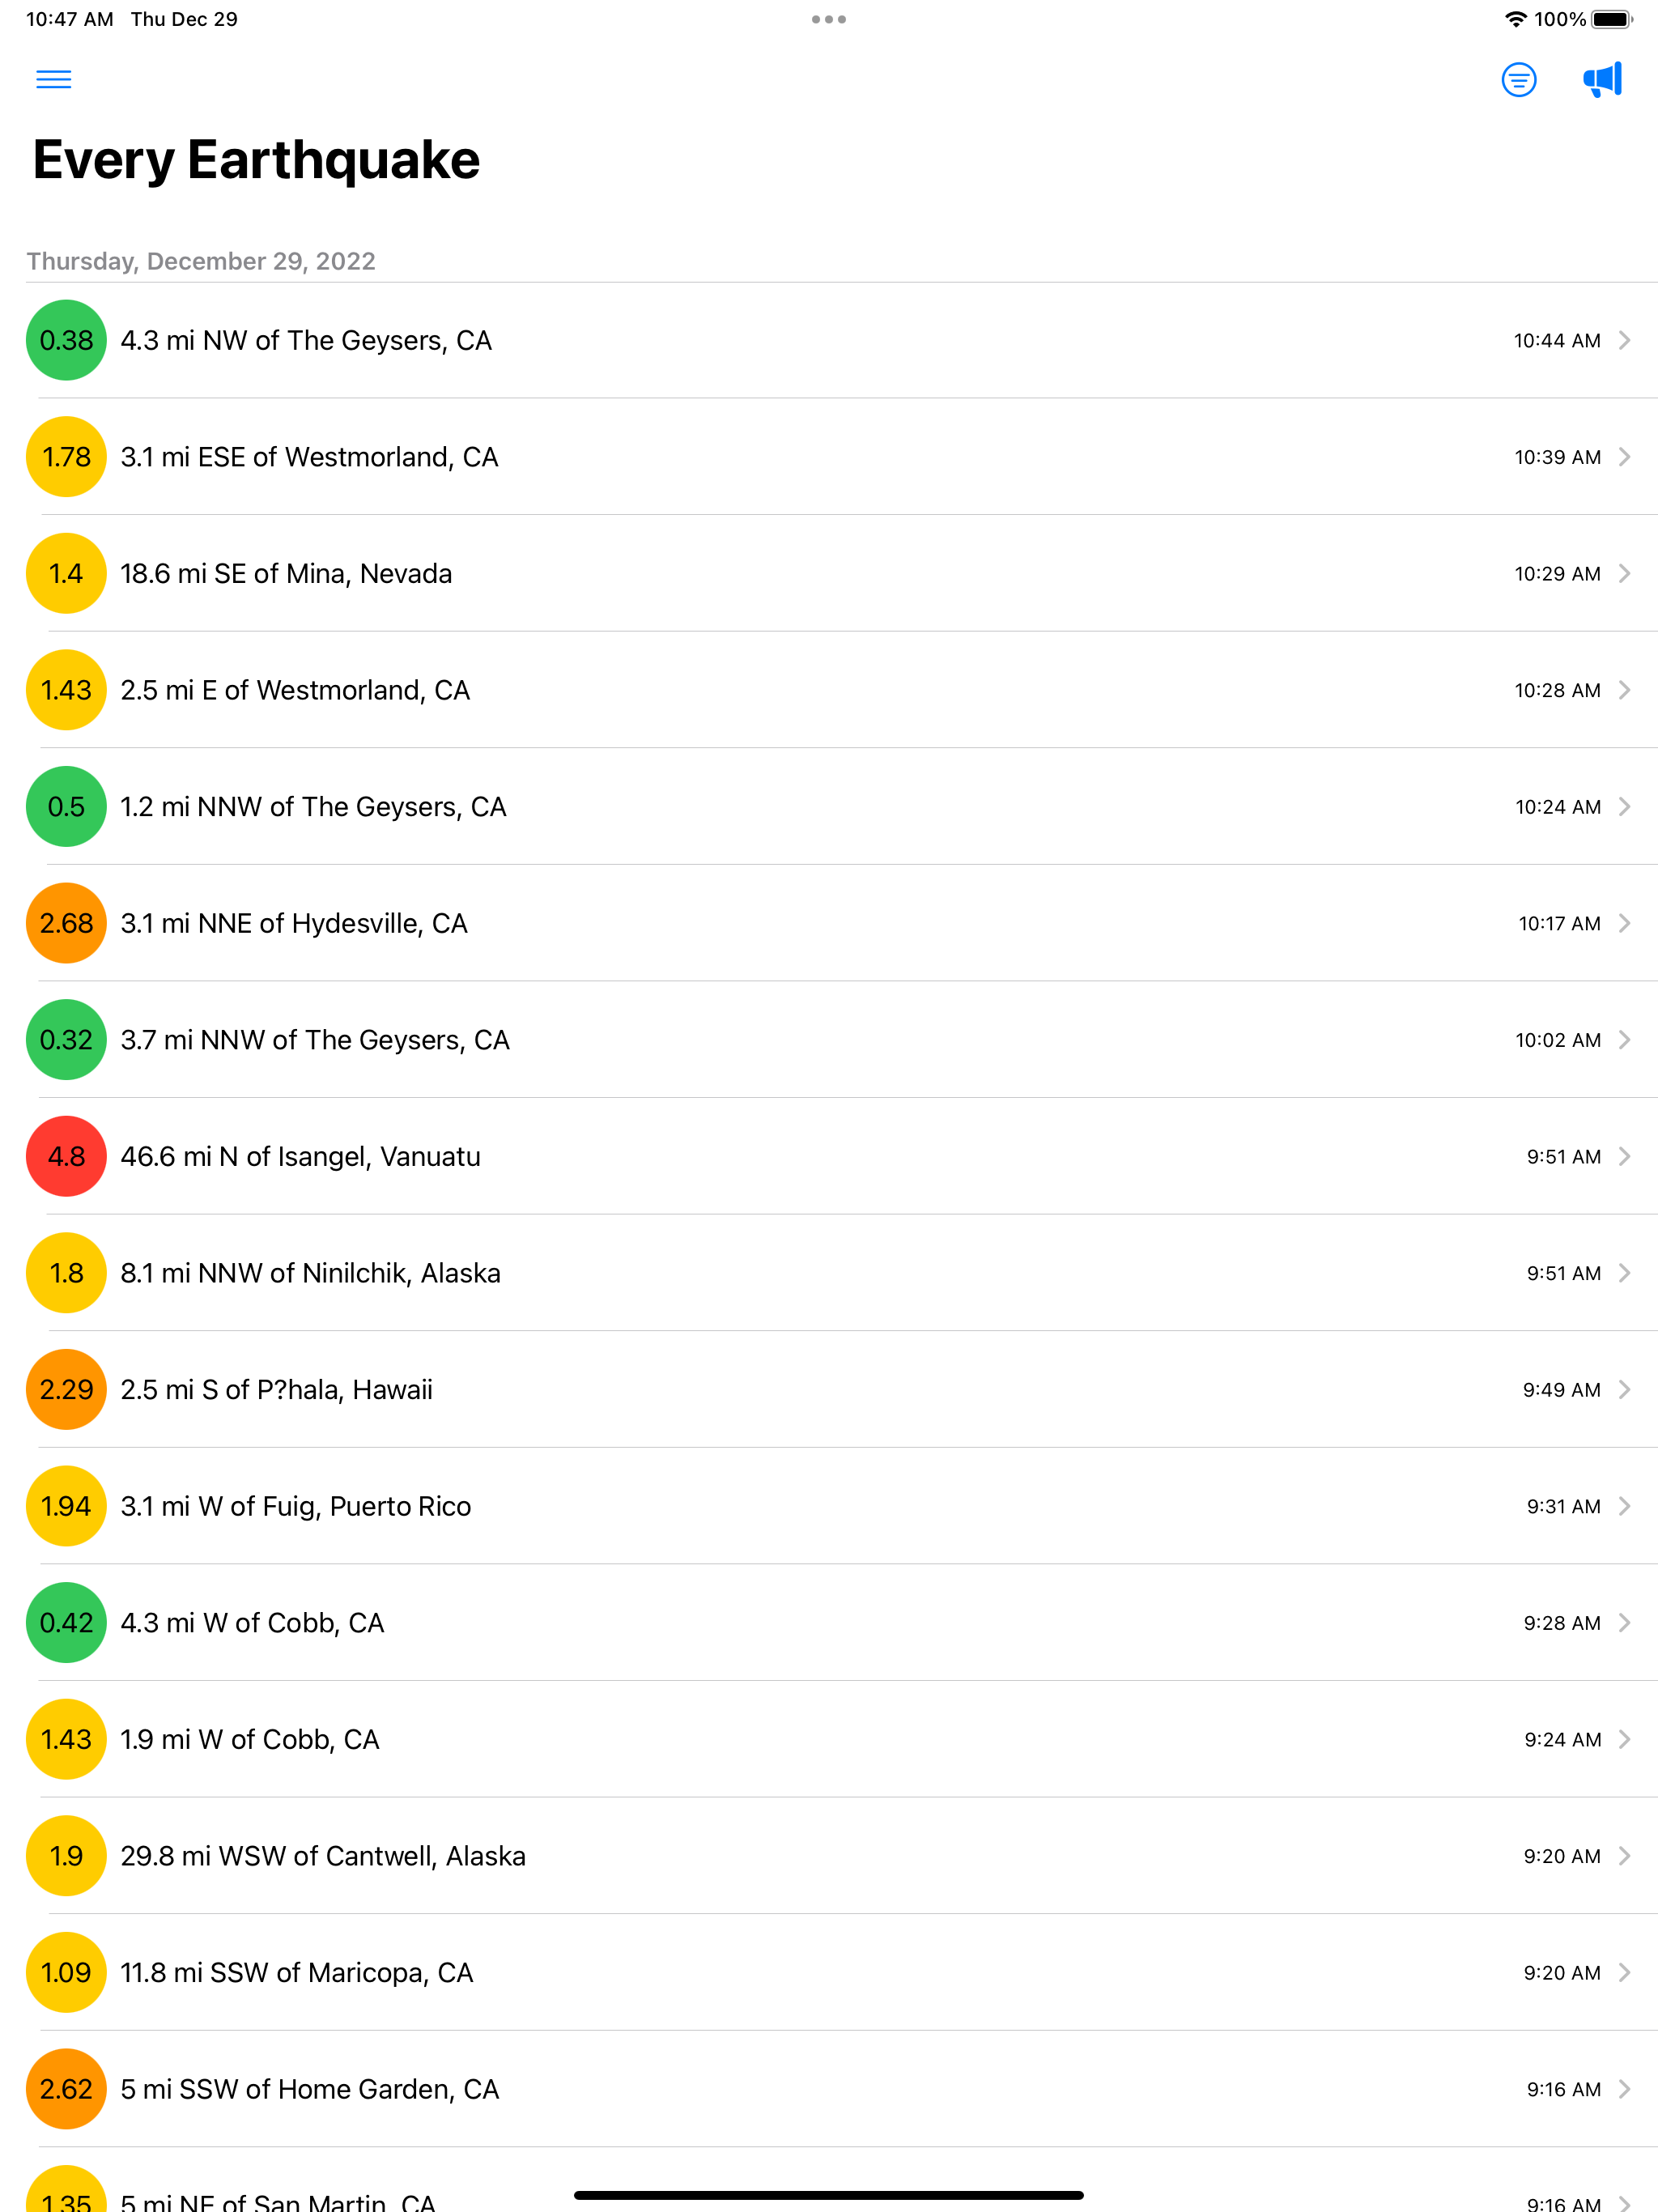 10:47 AM Thu Dec 29 100%
Every Earthquake
Thursday, December 29, 2022
0.38 4.3 mi NW of The Geysers, CA 10:44 AM
1.78 3.1 mi ESE of Westmorland, CA 10:39 AM
1.4 18.6 mi SE of Mina, Nevada 10:29 AM
1.43 2.5 mi E of Westmorland, CA 10:28 AM
0.5 1.2 mi NNW of The Geysers, CA 10:24 AM
2.68 3.1 mi NNE of Hydesville, CA 10:17 AM
0.32 3.7 mi NNW of The Geysers, CA 10:02 AM
4.8 46.6 mi N of Isangel, Vanuatu 9:51 AM
1.8 8.1 mi NNW of Ninilchik, Alaska 9:51 AM
2.29 2.5 mi S of P?hala, Hawaii 9:49 AM
1.94 3.1 mi W of Fuig, Puerto Rico 9:31 AM
0.42 4.3 mi W of Cobb, CA 9:28 AM
1.43 1.9 mi W of Cobb, CA 9:24 AM
1.9 29.8 mi WSW of Cantwell, Alaska 9:20 AM
1.09 11.8 mi SSW of Maricopa, CA 9:20 AM
2.62 5 mi SSW of Home Garden, CA 9:16 AM
1.35 5 mi NE of San Martin, CA 9:16 AM